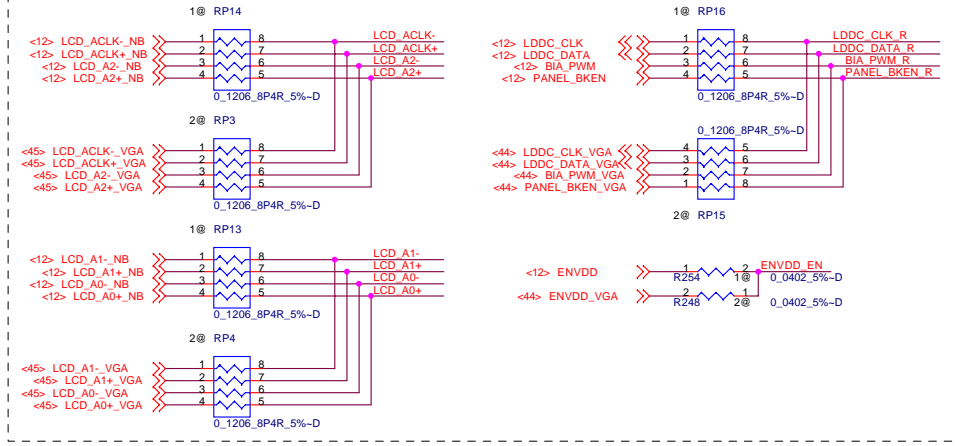 1@ RP14
<12> LCD_ACLK-_NB 1 8 LCD_ACLK-
<12> LCD_ACLK+_NB 2 7 LCD_ACLK+
<12> LCD_A2-_NB 3 6 LCD_A2-
<12> LCD_A2+_NB 4 5 LCD_A2+
0_1206_8P4R_5%~D
2@ RP3
<45> LCD_ACLK-_VGA 1 8
<45> LCD_ACLK+_VGA 2 7
<45> LCD_A2-_VGA 3 6
<45> LCD_A2+_VGA 4 5
0_1206_8P4R_5%~D
1@ RP13
<12> LCD_A1-_NB 1 8 LCD_A1-
<12> LCD_A1+_NB 2 7 LCD_A1+
<12> LCD_A0-_NB 3 6 LCD_A0-
<12> LCD_A0+_NB 4 5 LCD_A0+
0_1206_8P4R_5%~D
2@ RP4
<45> LCD_A1-_VGA 1 8
<45> LCD_A1+_VGA 2 7
<45> LCD_A0-_VGA 3 6
<45> LCD_A0+_VGA 4 5
0_1206_8P4R_5%~D
1@ RP16
<12> LDDC_CLK 1 8 LDDC_CLK_R
<12> LDDC_DATA 2 7 LDDC_DATA_R
<12> BIA_PWM 3 6 BIA_PWM_R
<12> PANEL_BKEN 4 5 PANEL_BKEN_R
0_1206_8P4R_5%~D
0_1206_8P4R_5%~D
<44> LDDC_CLK_VGA 4 5
<44> LDDC_DATA_VGA 3 6
<44> BIA_PWM_VGA 2 7
<44> PANEL_BKEN_VGA 1 8
2@ RP15
<12> ENVDD 1 2 ENVDD_EN
R254 1@ 0_0402_5%~D
<44> ENVDD_VGA 2 1
R248 2@ 0_0402_5%~D